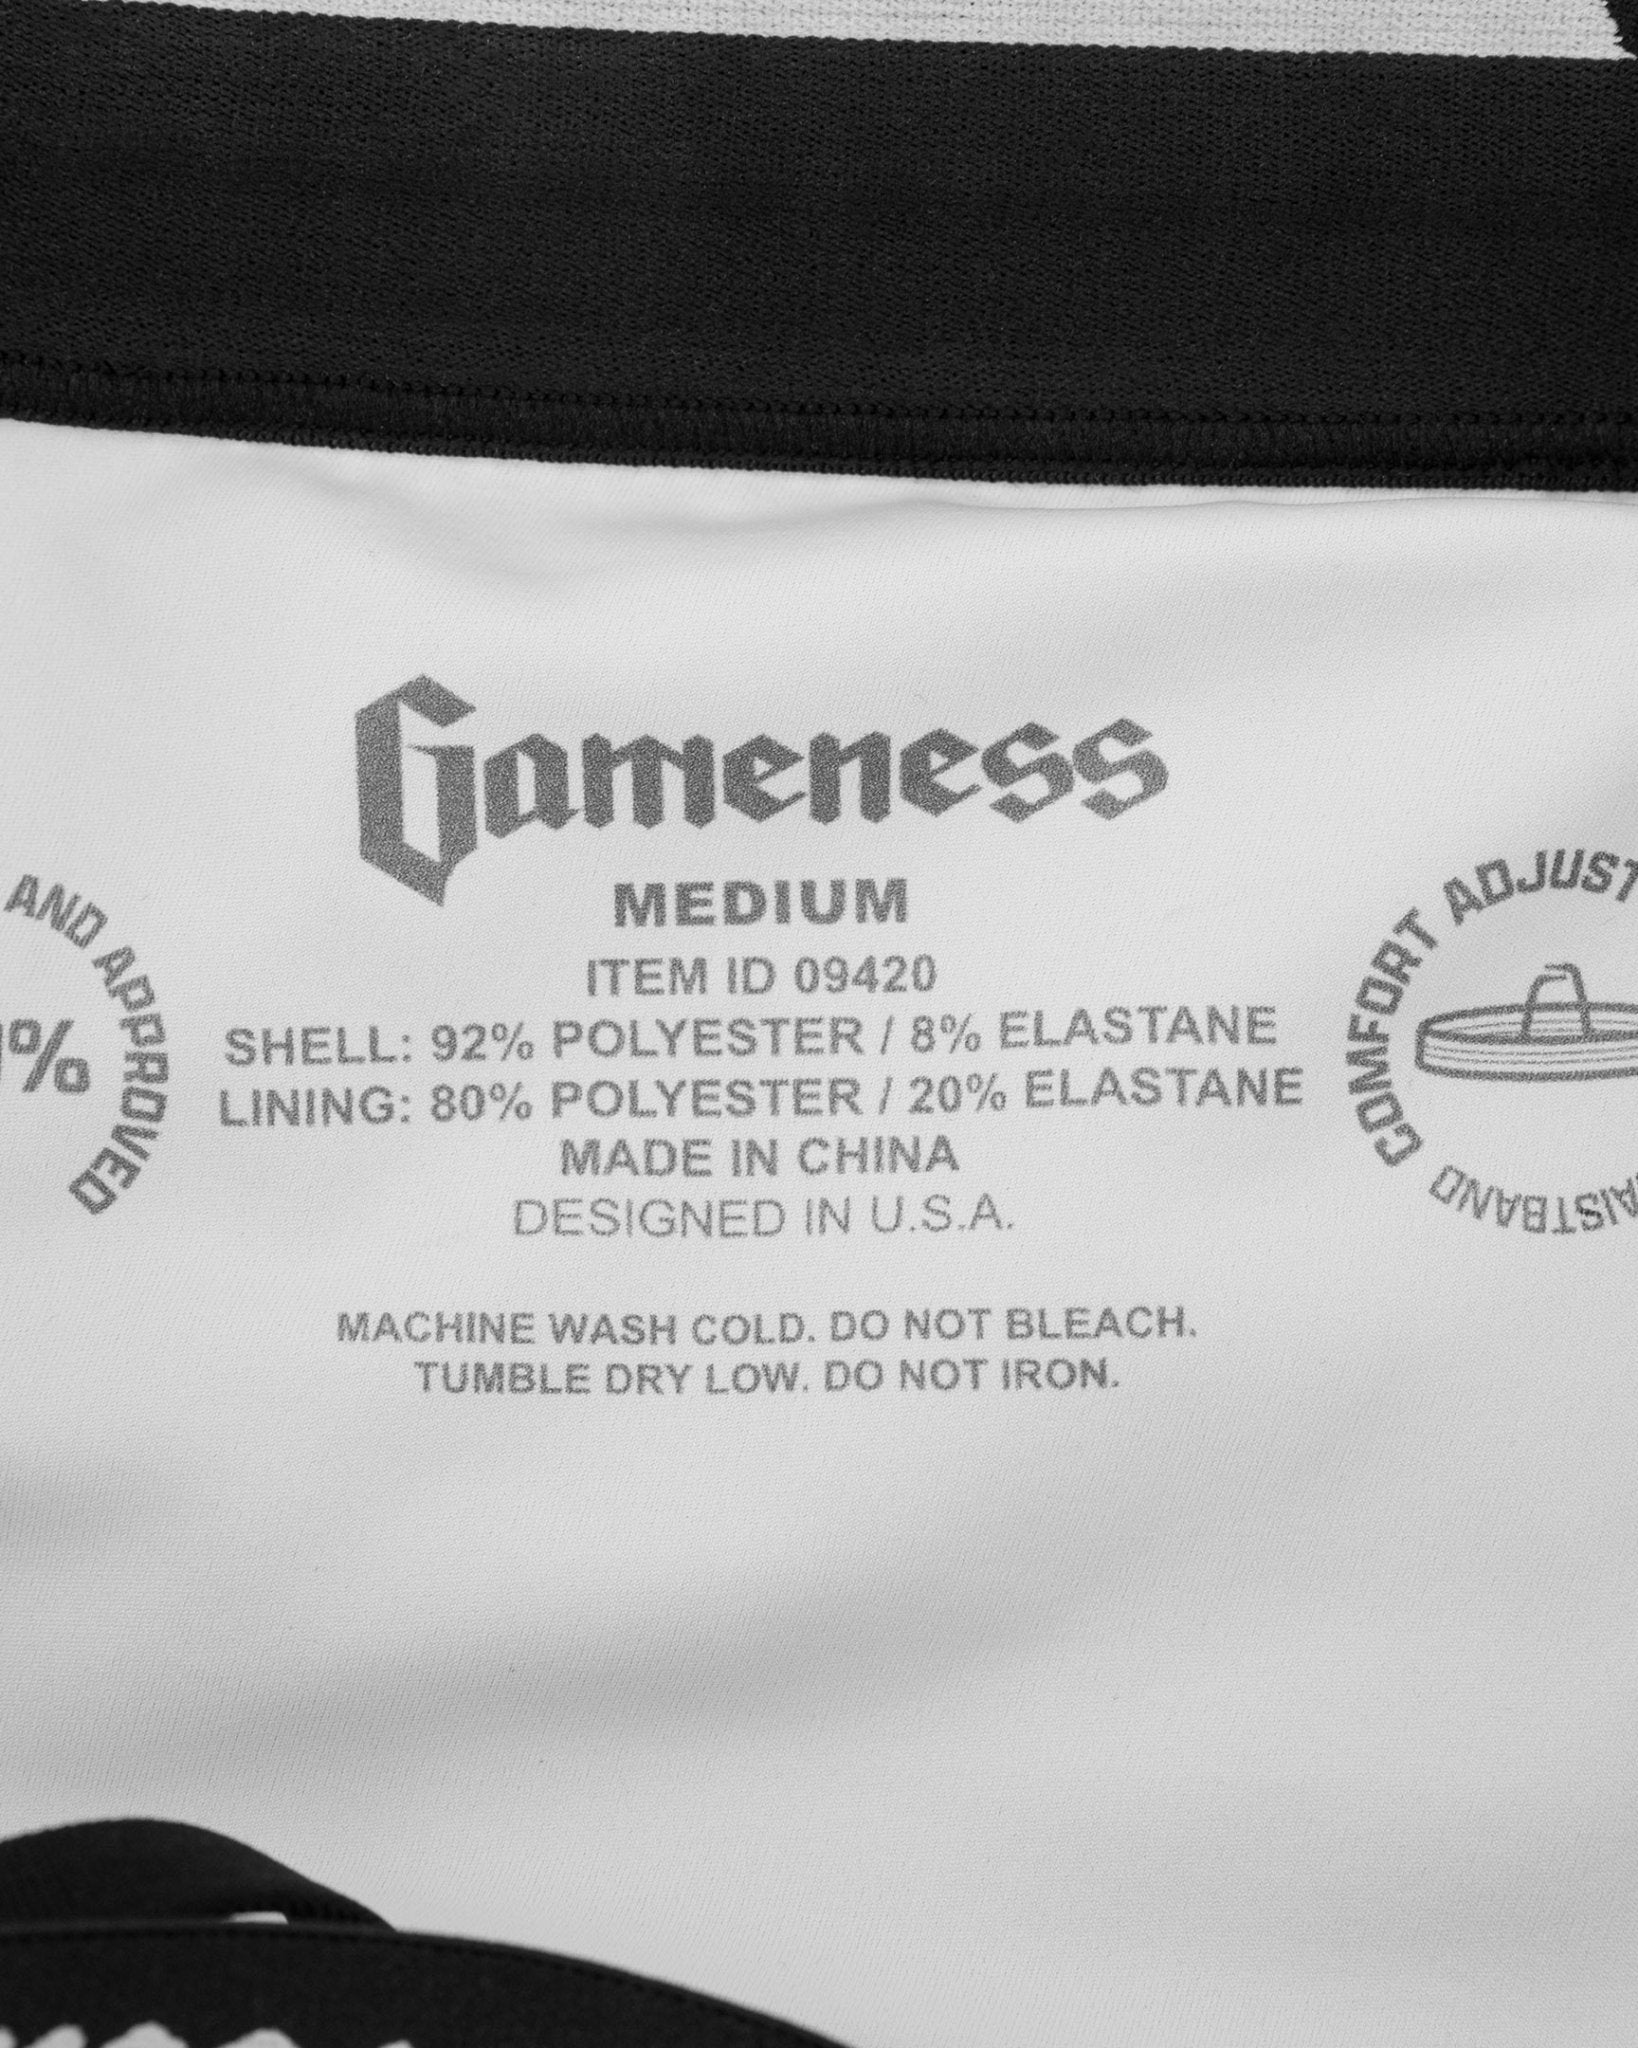 Gameness
MEDIUM
ITEM ID 09420
SHELL: 92% POLYESTER / 8% ELASTANE
LINING: 80% POLYESTER / 20% ELASTANE
MADE IN CHINA
DESIGNED IN U.S.A.
MACHINE WASH COLD. DO NOT BLEACH.
TUMBLE DRY LOW. DO NOT IRON.
AND APPROVED
%
COMFORT ADJUST
AISTBAND